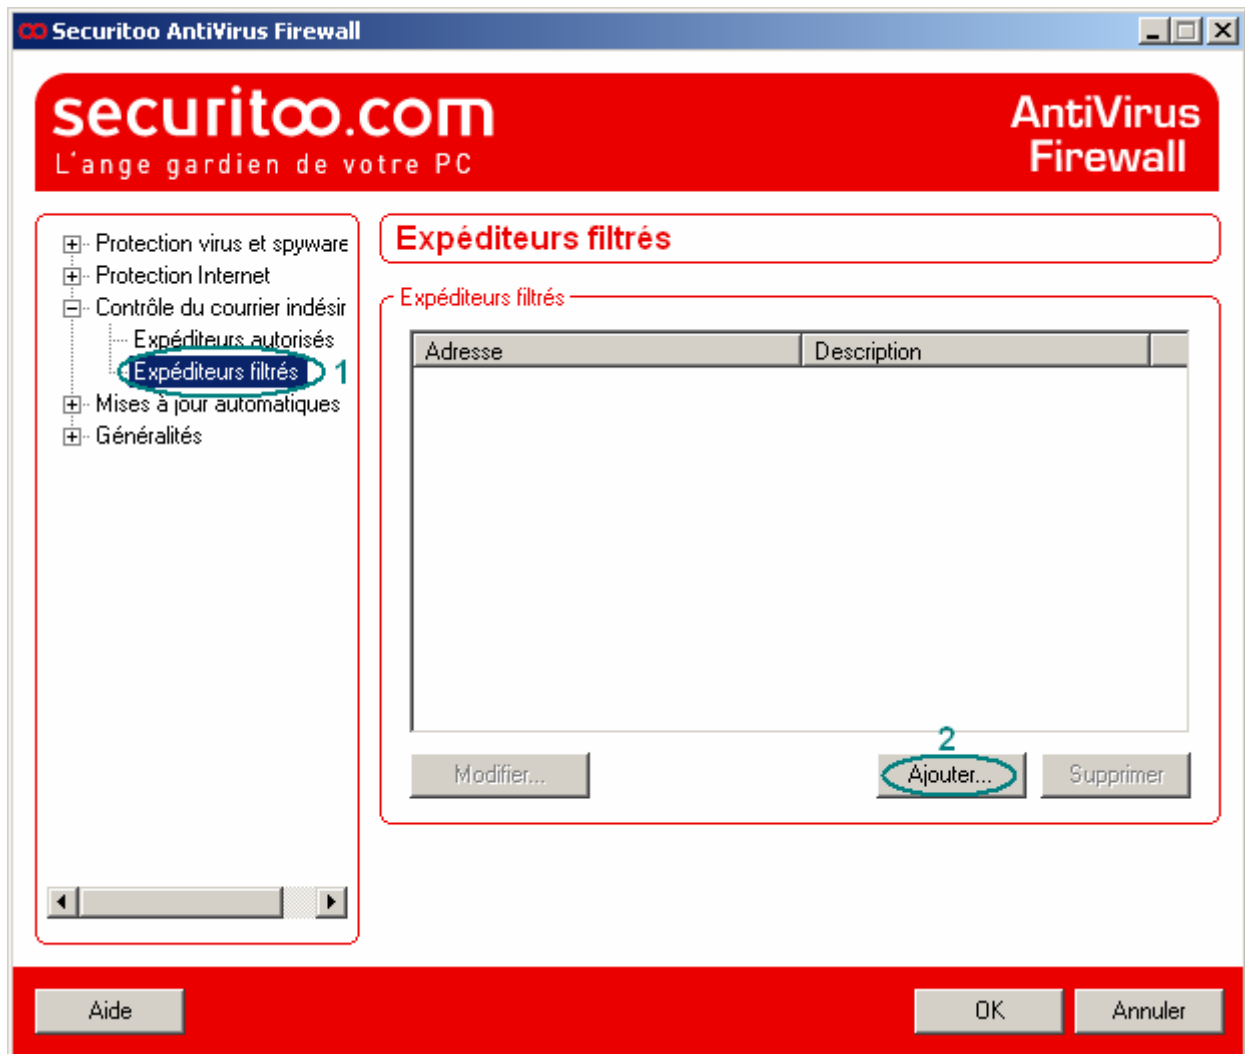 Securitoo AntiVirus Firewall
securitoo.com
L'ange gardien de votre PC
AntiVirus
Firewall
Protection virus et spyware
Protection Internet
Contrôle du courrier indésir
Expéditeurs autorisés
Expéditeurs filtrés 1
Mises à jour automatiques
Généralités
Expéditeurs filtrés
Expéditeurs filtrés
Adresse Description
2
Modifier... Ajouter... Supprimer
Aide OK Annuler